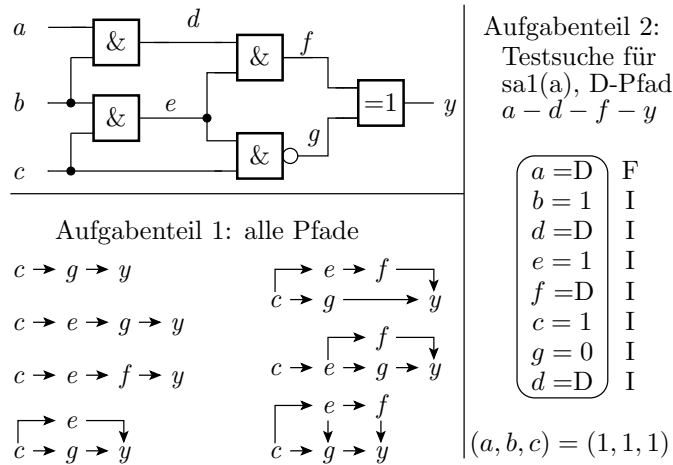 a
&
d
&
f
b
&
e
=1
y
g
c
&
Aufgabenteil 1: alle Pfade
c → g → y
c → e → g → y
c → e → f → y
e
c → g → y
e → f
c → g → y
f
c → e → g → y
e → f
c → g → y
Aufgabenteil 2:
Testsuche für
sa1(a), D-Pfad
a − d − f − y
a =D F
b = 1 I
d =D I
e = 1 I
f =D I
c = 1 I
g = 0 I
d =D I
(a, b, c) = (1, 1, 1)